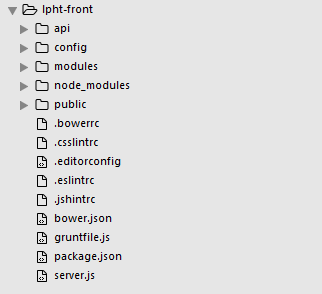 lpht-front
api
config
modules
node_modules
public
.bowerrc
.csslintrc
.editorconfig
.eslintrc
.jshintrc
bower.json
gruntfile.js
package.json
server.js